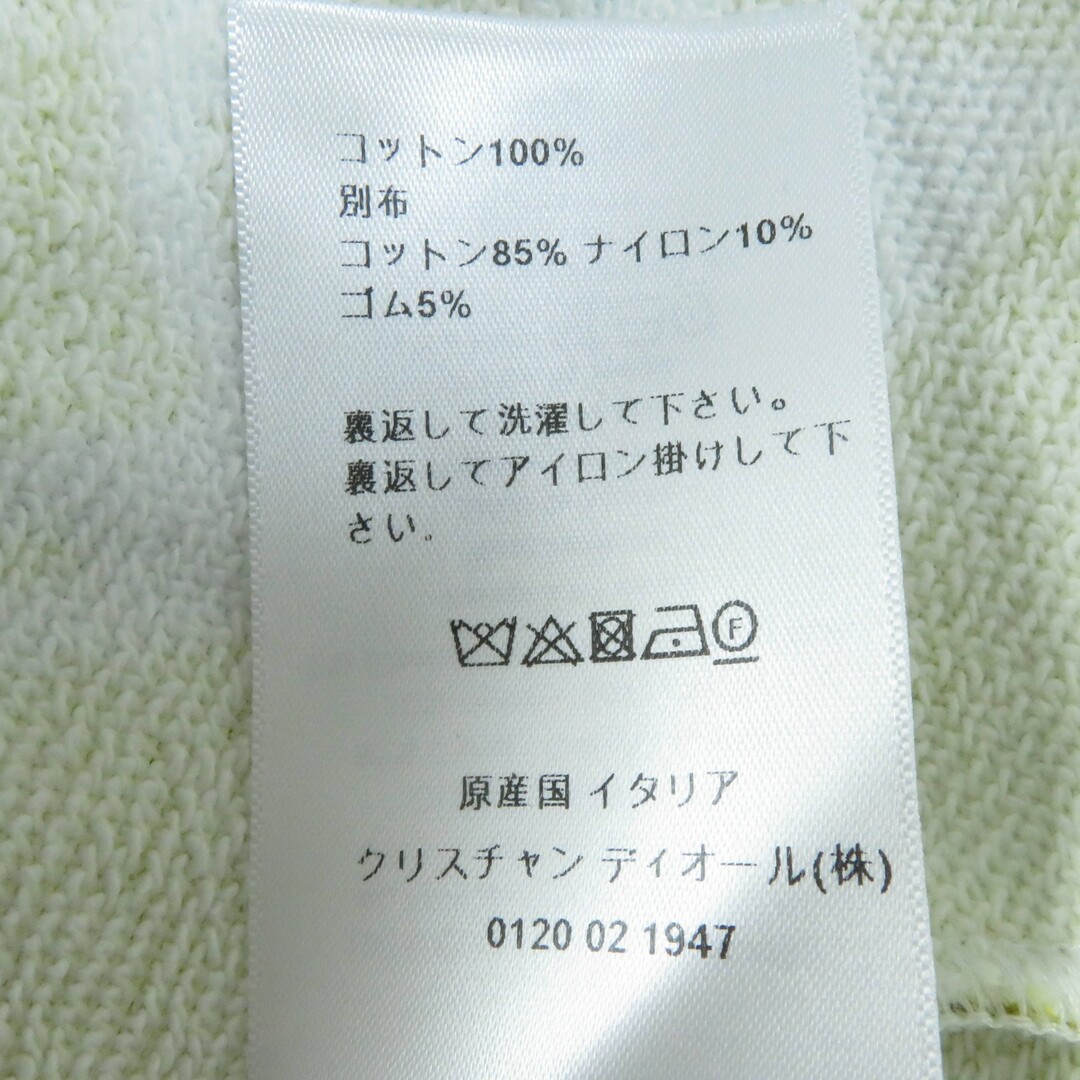 コットン100%
別布
コットン85% ナイロン10%
ゴム5%
裏返して洗濯して下さい。
裏返してアイロン掛けして下
さい。
F
原産国 イタリア
クリスチャン ディオール(株)
0120 02 1947